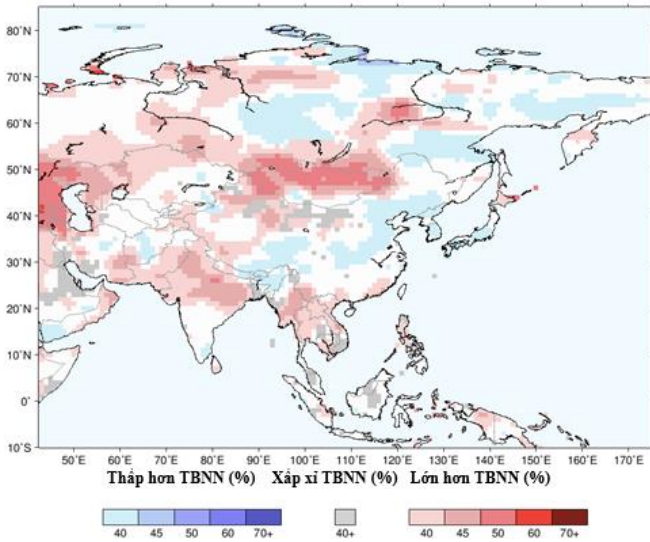 80˚N
70˚N
60˚N
50˚N
40˚N
30˚N
20˚N
10˚N
0˚
10˚S
50˚E 60˚E 70˚E 80˚E 90˚E 100˚E 110˚E 120˚E 130˚E 140˚E 150˚E 160˚E 170˚E
Thấp hơn TBNN (%) Xấp xỉ TBNN (%) Lớn hơn TBNN (%)
40 45 50 60 70+ 40+ 40 45 50 60 70+